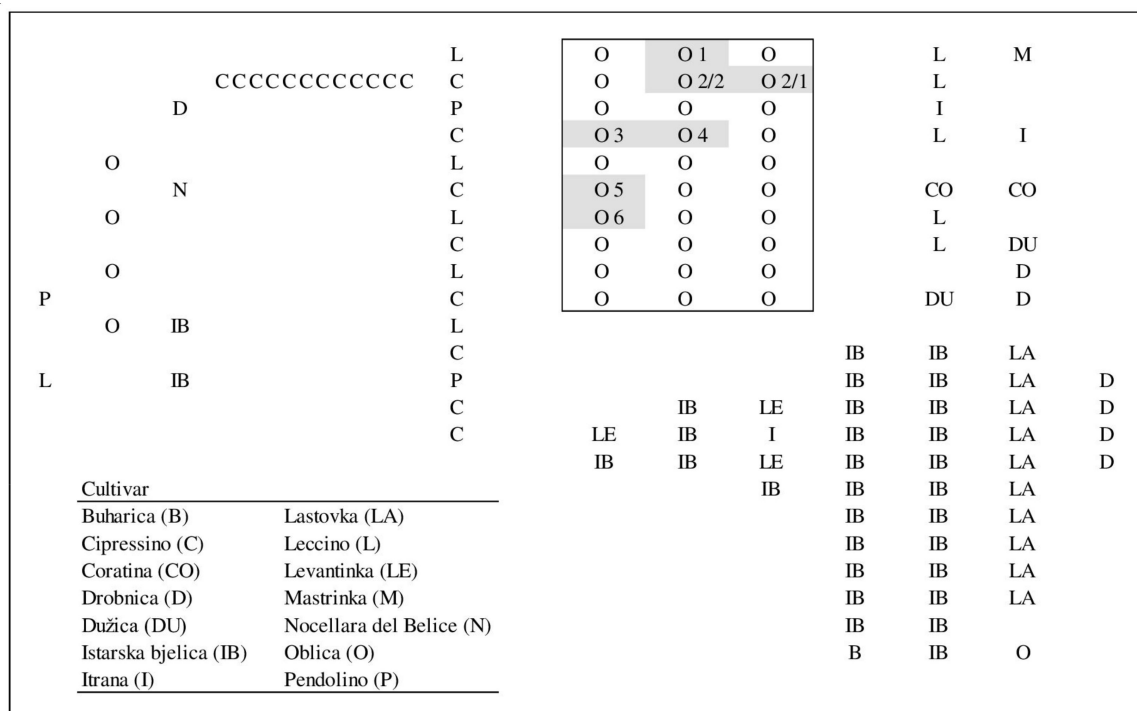 L O O 1 O L M
C C C C C C C C C C C C C O O 2/2 O 2/1 L
D P O O O I
C O 3 O 4 O L I
O L O O O
N C O 5 O O CO CO
O L O 6 O O L
C O O O L DU
O L O O O D
P C O O O DU D
O IB L
C IB IB LA
L IB P IB IB LA D
C IB LE IB IB LA D
C LE IB I IB IB LA D
IB IB LE IB IB LA D
Cultivar IB IB IB LA
Buharica (B) Lastovka (LA) IB IB LA
Cipressino (C) Leccino (L) IB IB LA
Coratina (CO) Levantinka (LE) IB IB LA
Drobnica (D) Mastrinka (M) IB IB LA
Dužica (DU) Nocellara del Belice (N) IB IB
Istarska bjelica (IB) Oblica (O) B IB O
Itrana (I) Pendolino (P)